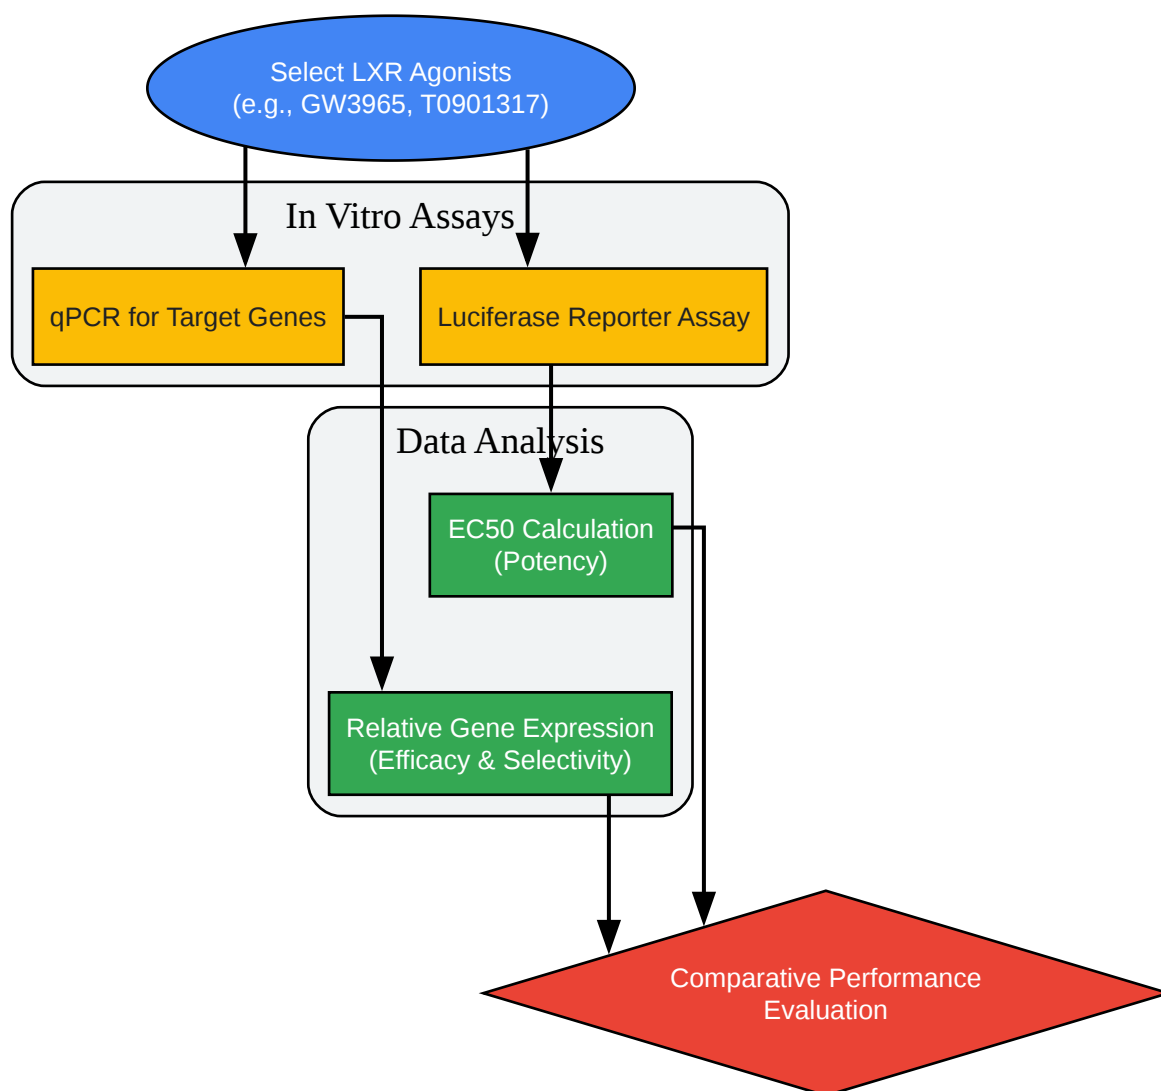 Select LXR Agonists
(e.g., GW3965, T0901317)
In Vitro Assays
qPCR for Target Genes
Luciferase Reporter Assay
Data Analysis
EC50 Calculation
(Potency)
Relative Gene Expression
(Efficacy & Selectivity)
Comparative Performance
Evaluation